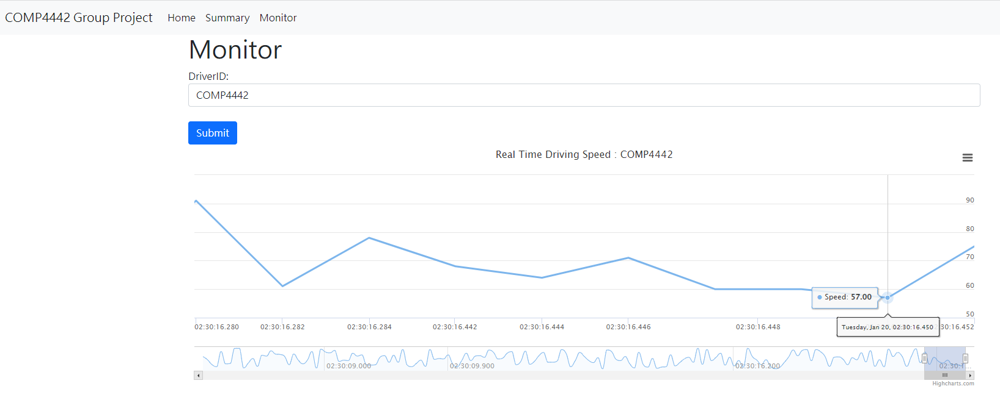 COMP4442 Group Project Home Summary Monitor
Monitor
DriverID:
COMP4442
Submit
Real Time Driving Speed : COMP4442
90
80
70
60
Speed: 57.00
50
02:30:16.280 02:30:16.282 02:30:16.284 02:30:16.442 02:30:16.444 02:30:16.446 02:30:16.448 :30:16.452
Tuesday, Jan 20, 02:30:16.450
02:30:09.000 02:30:09.900 02:30:16.200 02:30:1…
Highcharts.com